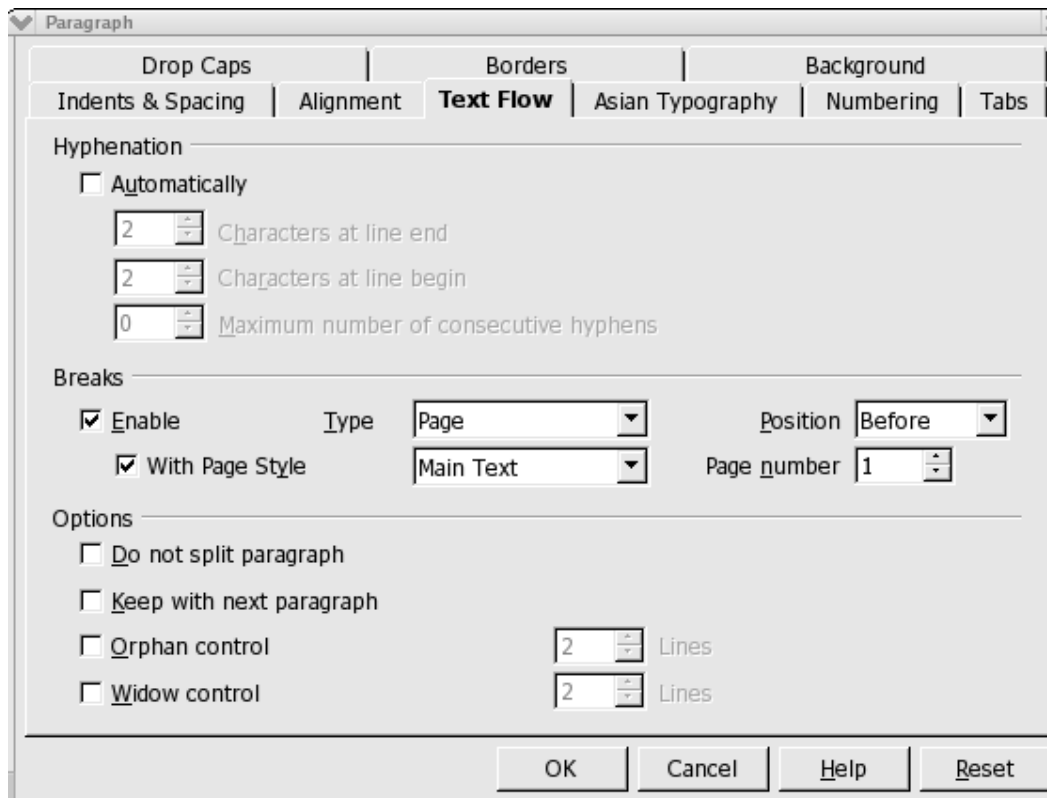 Paragraph
Drop Caps Borders Background
Indents & Spacing Alignment Text Flow Asian Typography Numbering Tabs
Hyphenation
Automatically
2 Characters at line end
2 Characters at line begin
0 Maximum number of consecutive hyphens
Breaks
Enable Type Page Position Before
With Page Style Main Text Page number 1
Options
Do not split paragraph
Keep with next paragraph
Orphan control 2 Lines
Widow control 2 Lines
OK Cancel Help Reset